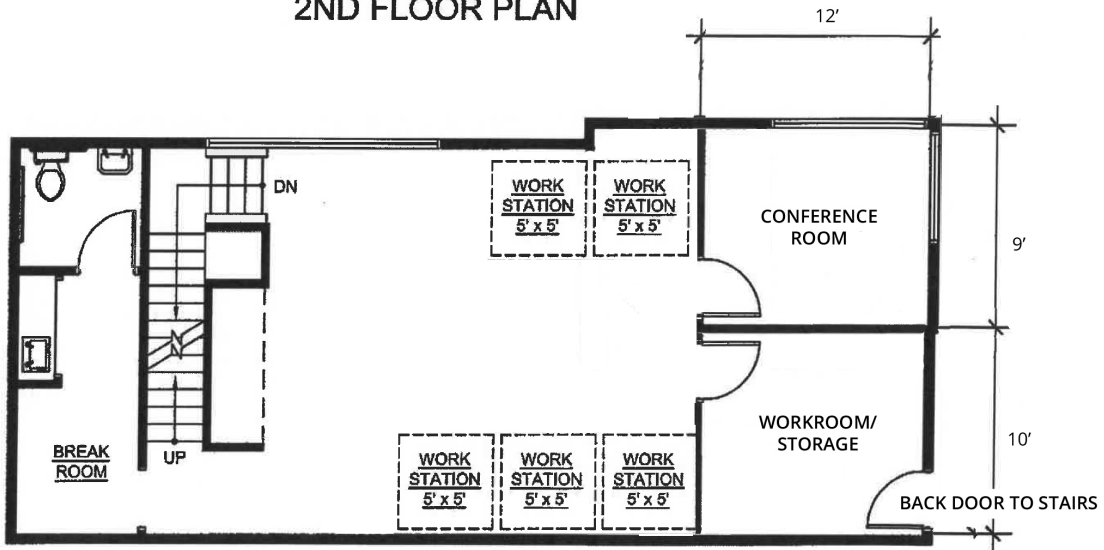 2ND FLOOR PLAN
12’
DN
WORK
STATION
5' x 5'
WORK
STATION
5' x 5'
CONFERENCE
ROOM
9’
BREAK
ROOM
UP
WORK
STATION
5' x 5'
WORK
STATION
5' x 5'
WORK
STATION
5' x 5'
WORKROOM/
STORAGE
10’
BACK DOOR TO STAIRS